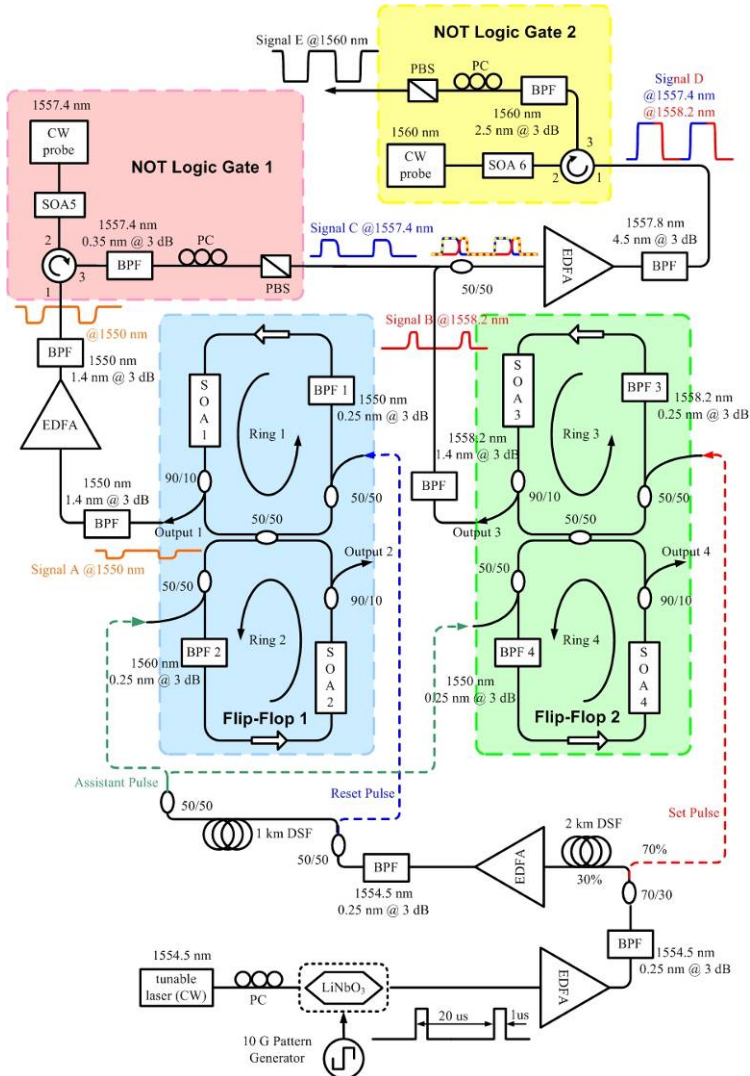 Signal E @1560 nm
NOT Logic Gate 2
PBS
PC
BPF
1560 nm
2.5 nm @ 3 dB
1560 nm
CW
probe
SOA 6
3
2
1
Signal D
@1557.4 nm
@1558.2 nm
1557.4 nm
CW
probe
NOT Logic Gate 1
SOA5
1557.4 nm
0.35 nm @ 3 dB
PC
2
3
1
BPF
PBS
Signal C @1557.4 nm
50/50
EDFA
1557.8 nm
4.5 nm @ 3 dB
BPF
@1550 nm
BPF
1550 nm
1.4 nm @ 3 dB
EDFA
1550 nm
1.4 nm @ 3 dB
BPF
Output 1
Signal A @1550 nm
SOA1
BPF 1
1550 nm
0.25 nm @ 3 dB
Ring 1
90/10
50/50
50/50
Output 2
50/50
90/10
BPF 2
1560 nm
0.25 nm @ 3 dB
Ring 2
SOA2
Flip-Flop 1
Signal B @1558.2 nm
1558.2 nm
1.4 nm @ 3 dB
BPF
Output 3
SOA3
BPF 3
1558.2 nm
0.25 nm @ 3 dB
Ring 3
90/10
50/50
50/50
Output 4
50/50
90/10
BPF 4
1550 nm
0.25 nm @ 3 dB
Ring 4
SOA4
Flip-Flop 2
Assistant Pulse
50/50
1 km DSF
Reset Pulse
50/50
BPF
1554.5 nm
0.25 nm @ 3 dB
EDFA
2 km DSF
30%
70%
Set Pulse
70/30
BPF
1554.5 nm
0.25 nm @ 3 dB
1554.5 nm
tunable
laser (CW)
PC
LiNbO3
EDFA
10 G Pattern
Generator
20 us
1us